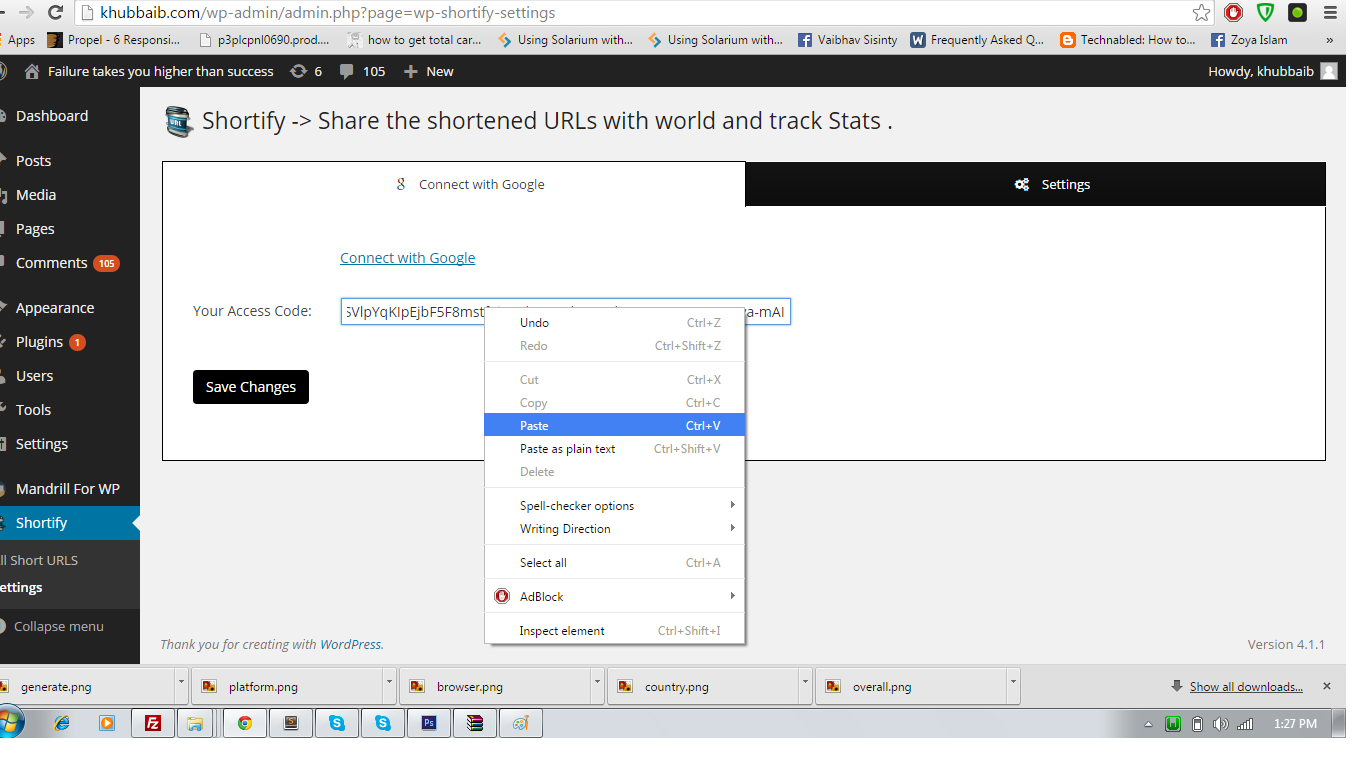 khubbaib.com/wp-admin/admin.php?page=wp-shortify-settings
Apps Propel - 6 Responsi... p3plcpnl0690.prod.... how to get total car... Using Solarium with... Using Solarium with... Vaibhav Sisinty Frequently Asked Q... Technabled: How to... Zoya Islam »
Failure takes you higher than success 6 105 New Howdy, khubbaib
Dashboard
Posts
Media
Pages
Comments 105
Appearance
Plugins 1
Users
Tools
Settings
Mandrill For WP
Shortify
ll Short URLS
ettings
Collapse menu
Shortify -> Share the shortened URLs with world and track Stats .
Connect with Google
Settings
Connect with Google
Your Access Code:
Save Changes
Undo Ctrl+Z
Redo Ctrl+Shift+Z
Cut Ctrl+X
Copy Ctrl+C
Paste Ctrl+V
Paste as plain text Ctrl+Shift+V
Delete
Spell-checker options
Writing Direction
Select all Ctrl+A
AdBlock
Inspect element Ctrl+Shift+I
Thank you for creating with WordPress. Version 4.1.1
generate.png platform.png browser.png country.png overall.png Show all downloads...
1:27 PM